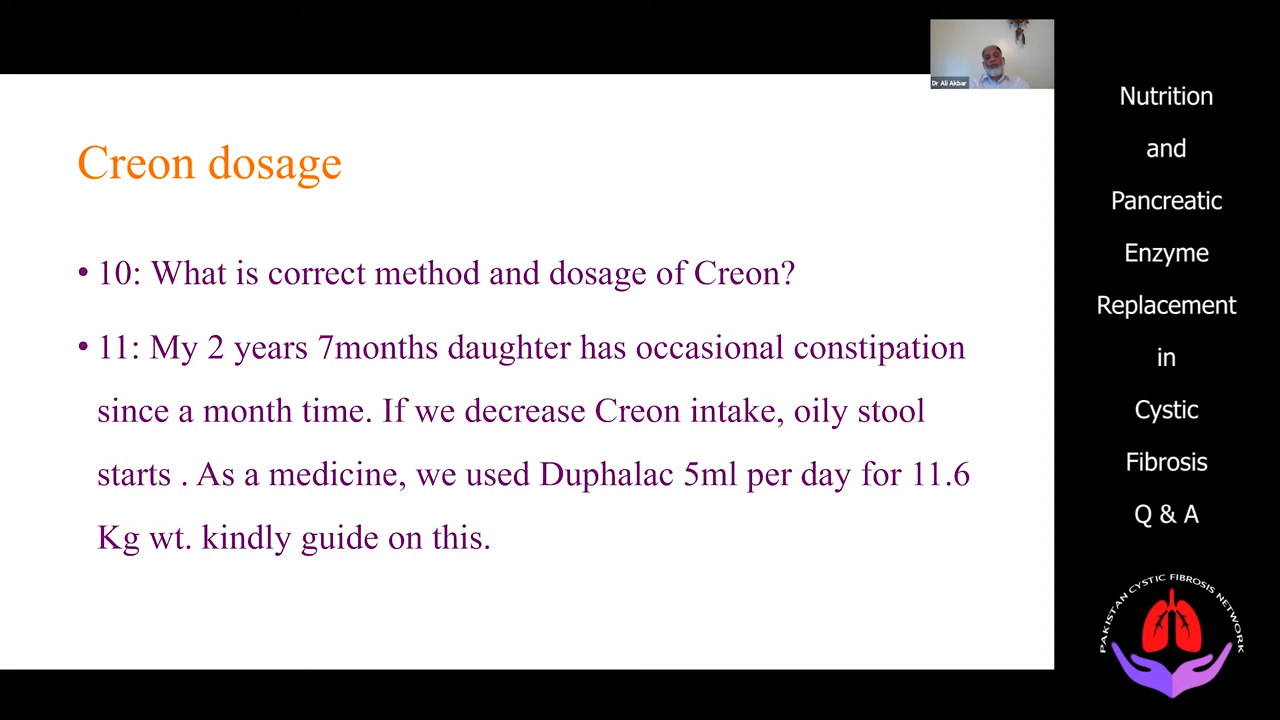 Dr Ali Akbar
Creon dosage
• 10: What is correct method and dosage of Creon?
• 11: My 2 years 7months daughter has occasional constipation
since a month time. If we decrease Creon intake, oily stool
starts . As a medicine, we used Duphalac 5ml per day for 11.6
Kg wt. kindly guide on this.
Nutrition
and
Pancreatic
Enzyme
Replacement
in
Cystic
Fibrosis
Q & A
PAKISTAN CYSTIC FIBROSIS NETWORK